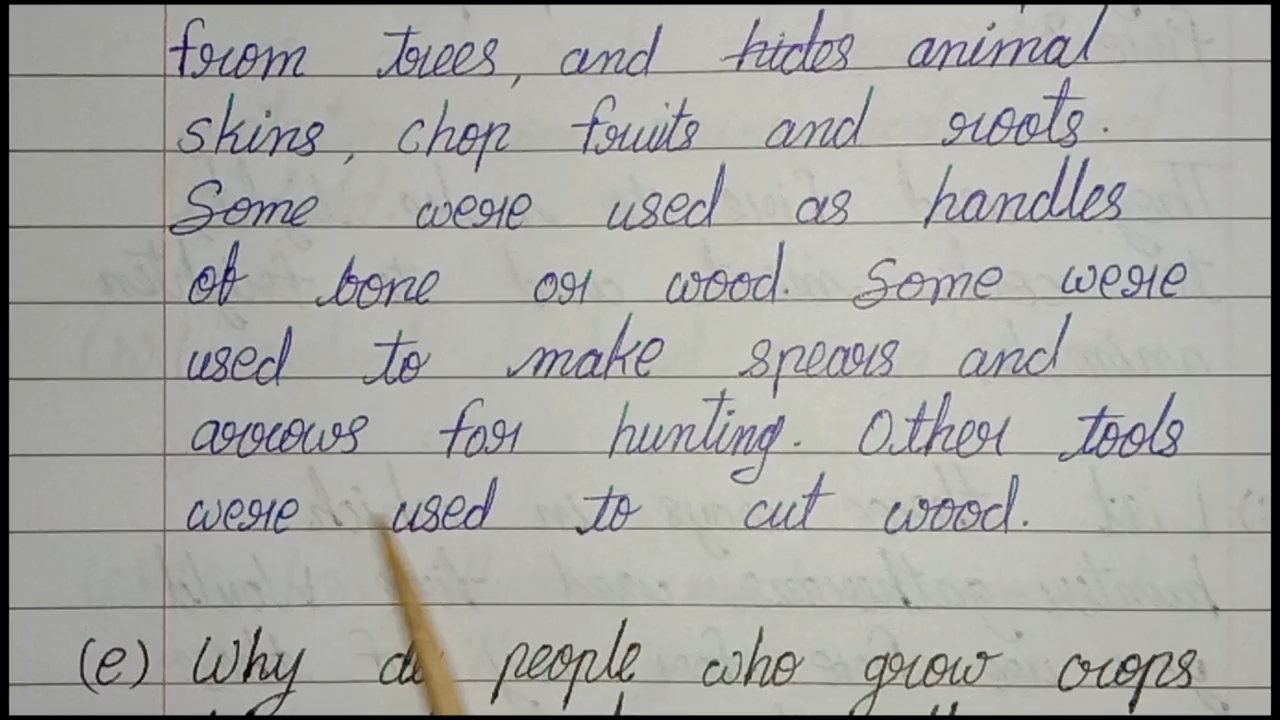 from trees, and hides animal
skins, chop fruits and roots.
Some were used as handles
of bone or wood. Some were
used to make spears and
arrows for hunting. Other tools
were used to cut wood.
(e) Why do people who grow crops